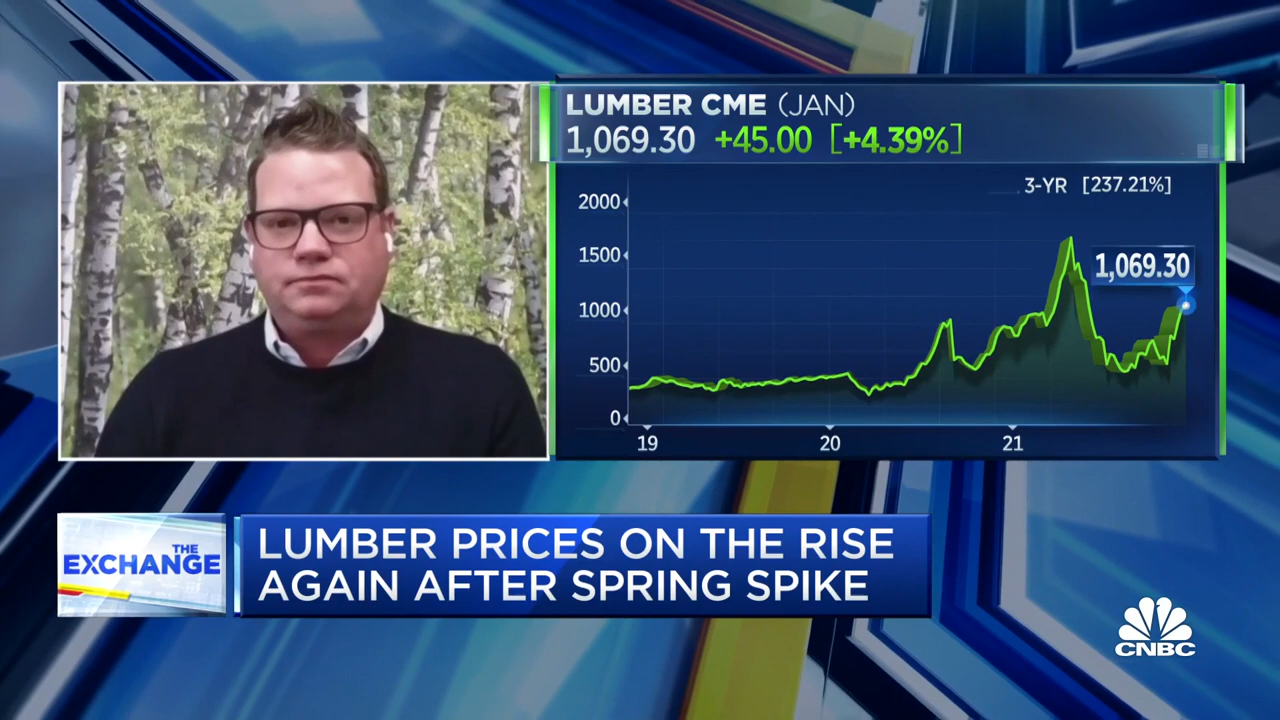 LUMBER CME (JAN)
1,069.30 +45.00 [+4.39%]
3-YR [237.21%]
2000
1500
1000
500
0
1,069.30
19
20
21
THE
EXCHANGE
LUMBER PRICES ON THE RISE
AGAIN AFTER SPRING SPIKE
CNBC